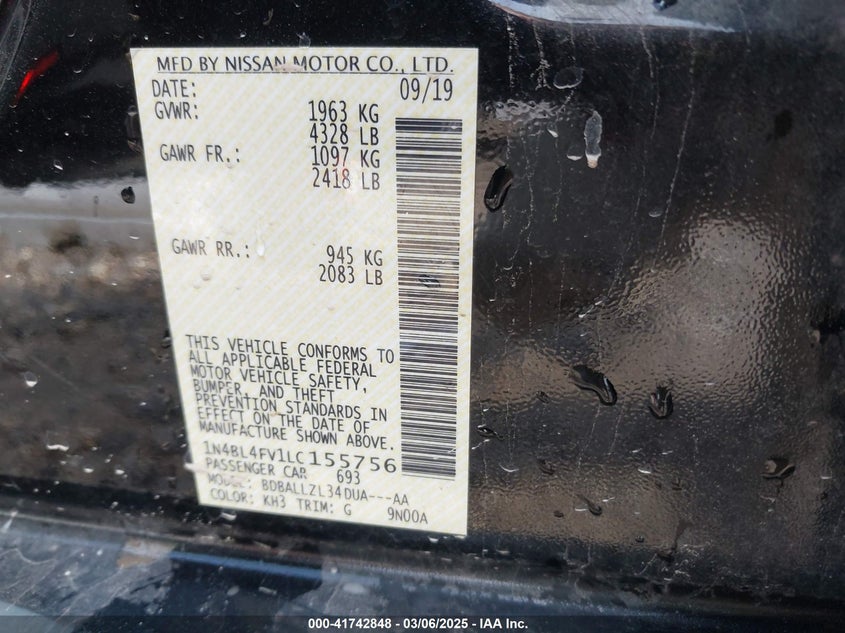 MFD BY NISSAN MOTOR CO., LTD.
DATE: 09/19
GVWR: 1963 KG
4328 LB
GAWR FR.: 1097 KG
2418 LB
GAWR RR.: 945 KG
2083 LB
THIS VEHICLE CONFORMS TO
ALL APPLICABLE FEDERAL
MOTOR VEHICLE SAFETY,
BUMPER, AND THEFT
PREVENTION STANDARDS IN
EFFECT ON THE DATE OF
MANUFACTURE SHOWN ABOVE.
1N4BL4FV1LC155756
PASSENGER CAR 693
MODEL: BDBALLZL34DUA---AA
COLOR: KH3 TRIM: G 9N00A
000-41742848 - 03/06/2025 - IAA Inc.